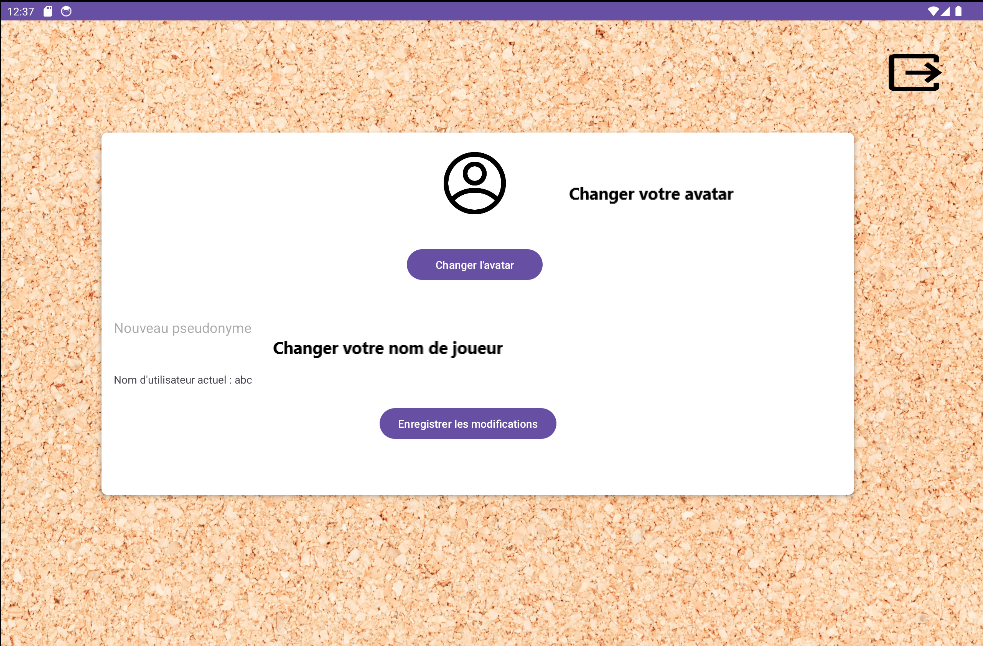 12:37
Changer votre avatar
Changer l'avatar
Nouveau pseudonyme
Changer votre nom de joueur
Nom d'utilisateur actuel : abc
Enregistrer les modifications